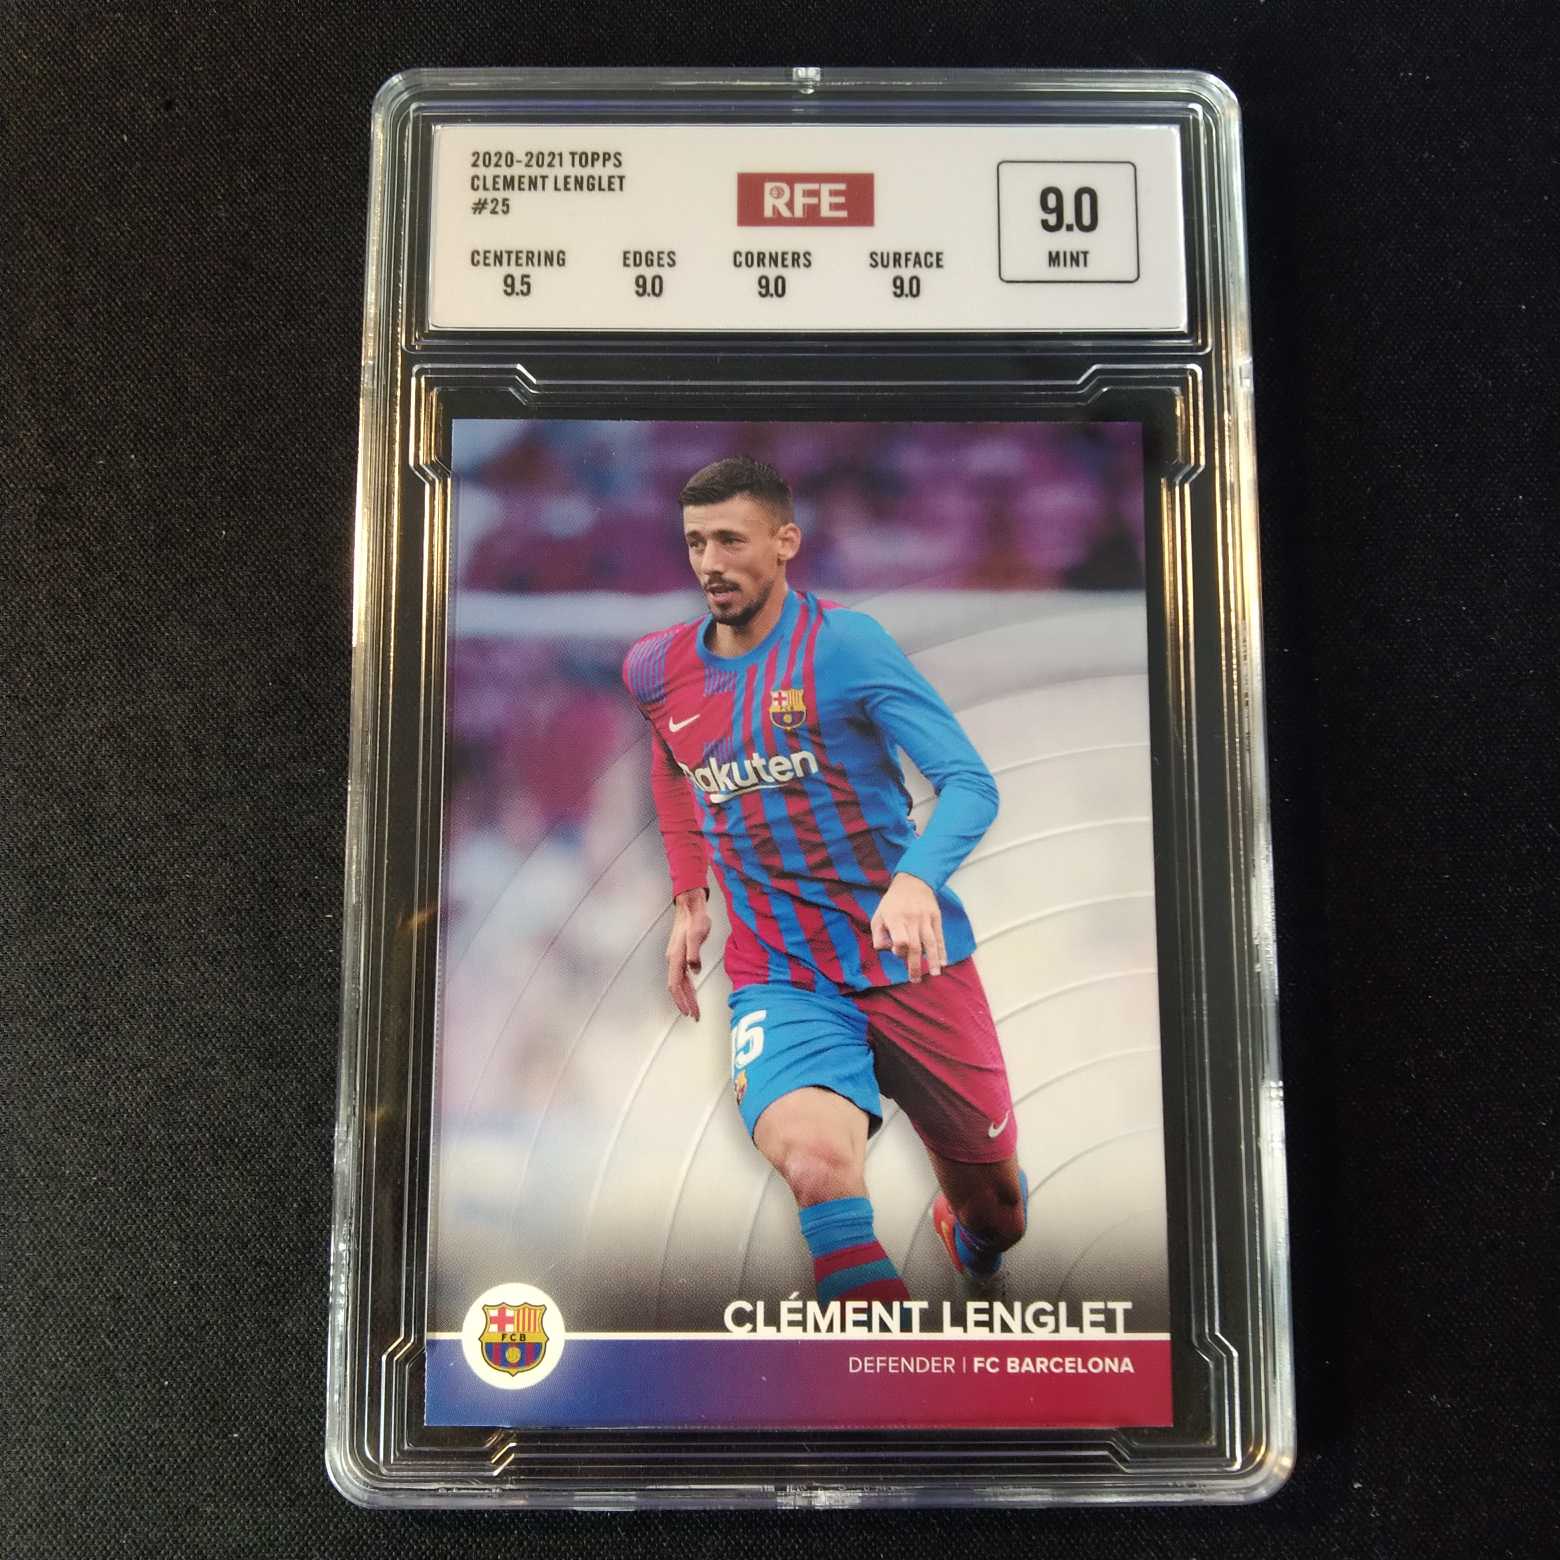 2020-2021 TOPPS
CLEMENT LENGLET
#25
RFE
9.0
MINT
CENTERING EDGES CORNERS SURFACE
9.5 9.0 9.0 9.0
Rakuten
15
FCB
CLÉMENT LENGLET
DEFENDER | FC BARCELONA